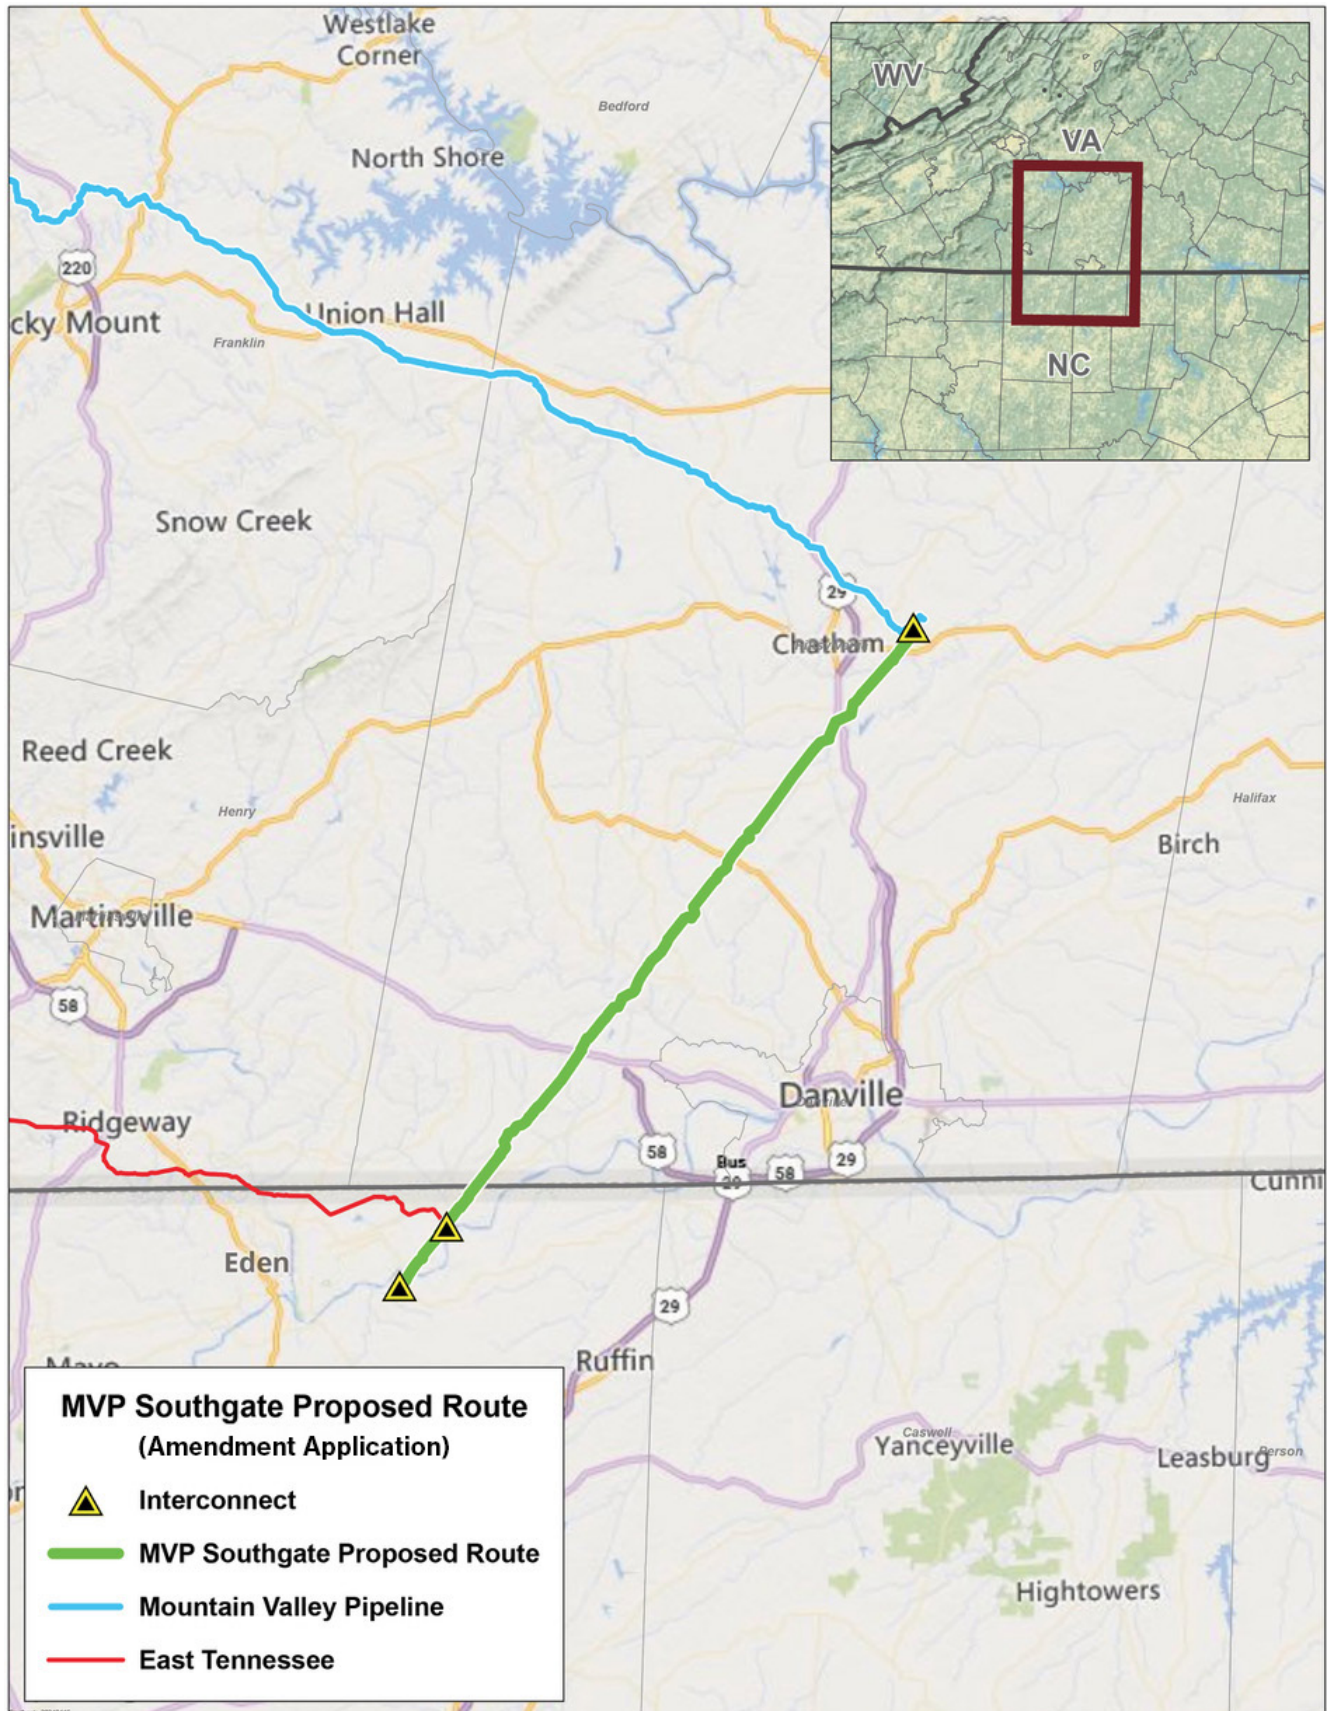 Westlake
Corner
Bedford
WV
VA
NC
North Shore
220
Union Hall
cky Mount
Franklin
Snow Creek
29
Chatham
Reed Creek
Henry
Halifax
insville
Birch
Martinsville
58
Danville
Ridgeway
58
Bus
29
58
29
Cunni
Eden
29
Ruffin
Mayo
Caswell
Yanceyville
Leasburg
Person
Hightowers
MVP Southgate Proposed Route
(Amendment Application)
Interconnect
MVP Southgate Proposed Route
Mountain Valley Pipeline
East Tennessee